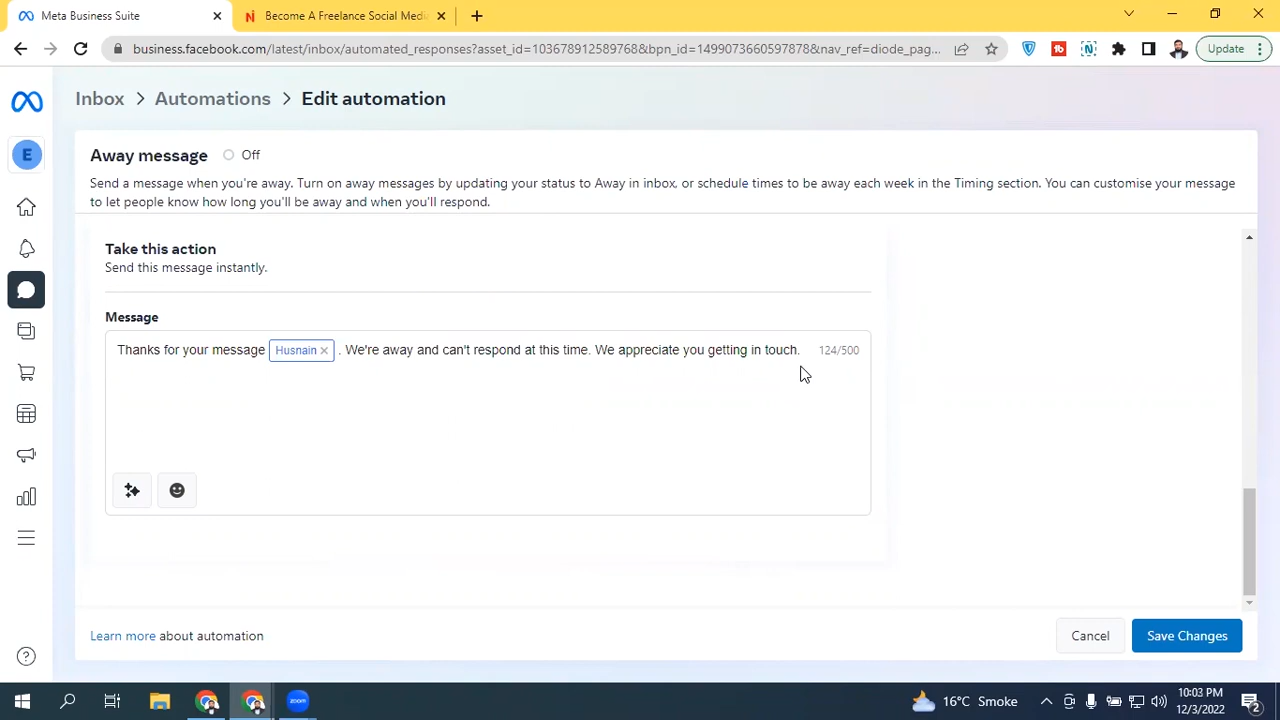 Meta Business Suite
Become A Freelance Social Medi
business.facebook.com/latest/inbox/automated_responses?asset_id=103678912589768&bpn_id=1499073660597878&nav_ref=diode_pag...
Update
Inbox > Automations > Edit automation
E
Away message Off
Send a message when you're away. Turn on away messages by updating your status to Away in inbox, or schedule times to be away each week in the Timing section. You can customise your message
to let people know how long you'll be away and when you'll respond.
Take this action
Send this message instantly.
Message
Thanks for your message Husnain × . We're away and can't respond at this time. We appreciate you getting in touch. 124/500
Learn more about automation
Cancel
Save Changes
zoom
16°C Smoke
10:03 PM
12/3/2022
2